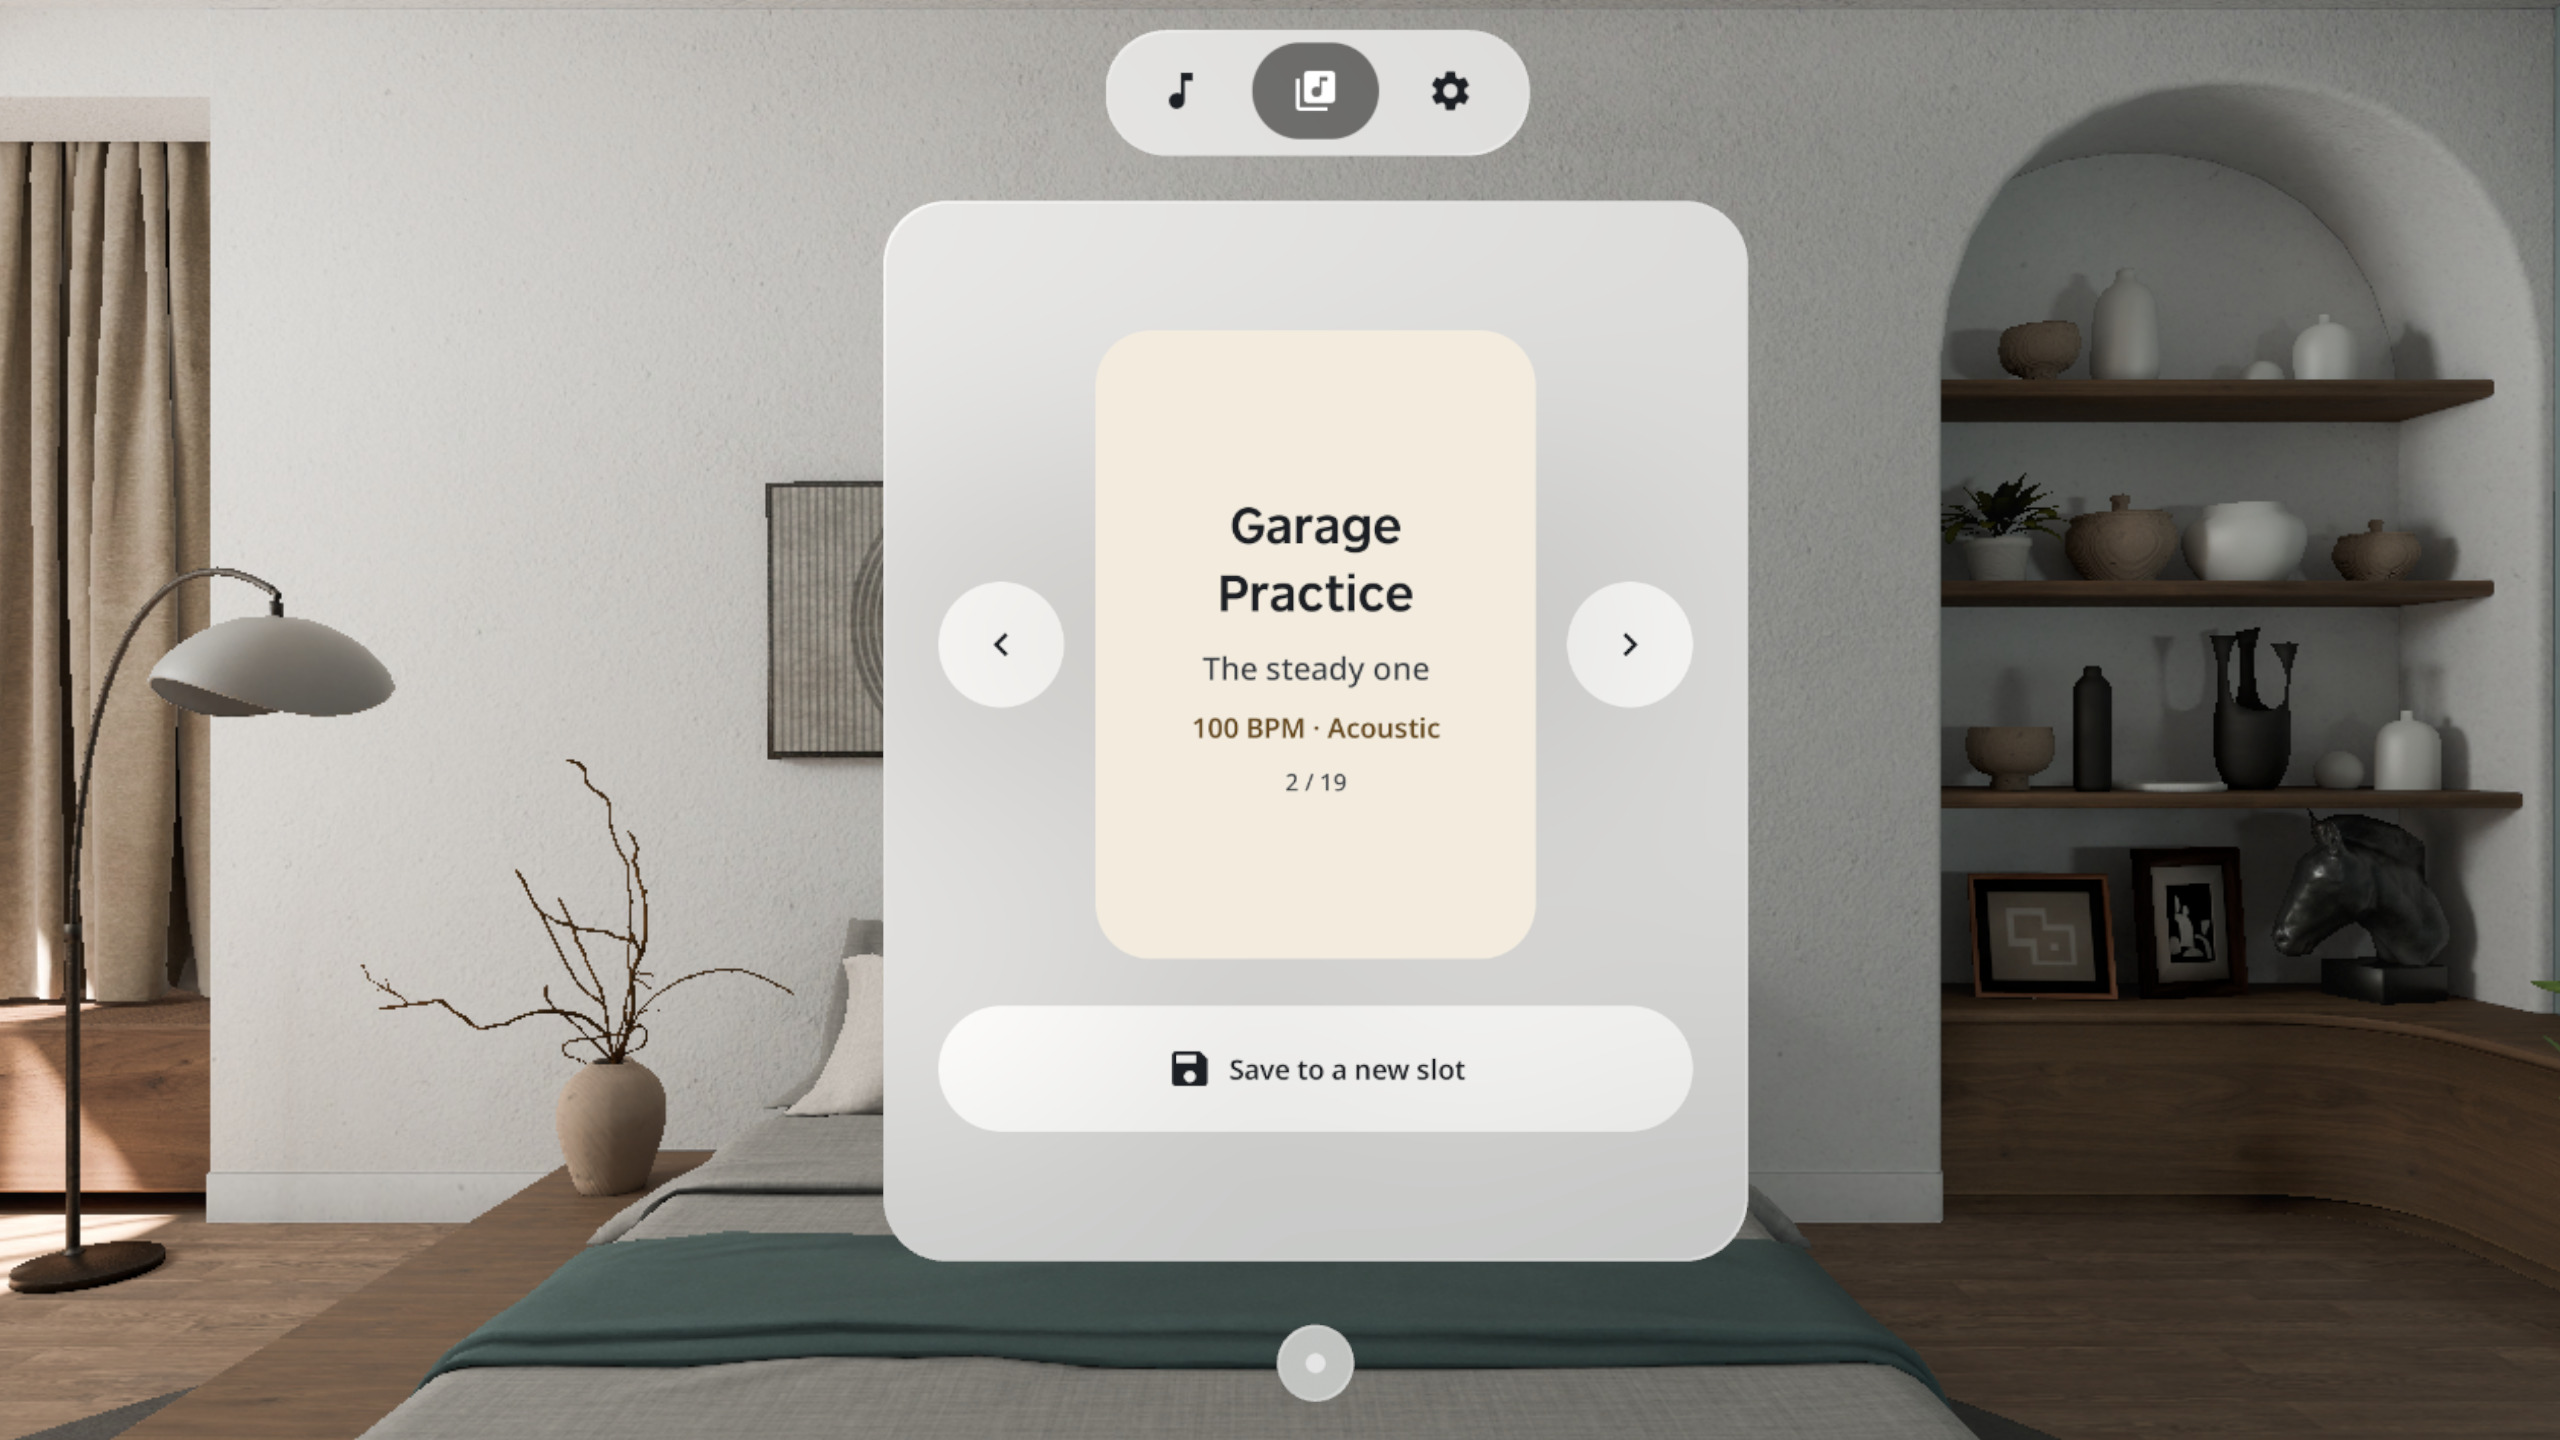 Garage
Practice
The steady one
100 BPM · Acoustic
2 / 19
Save to a new slot